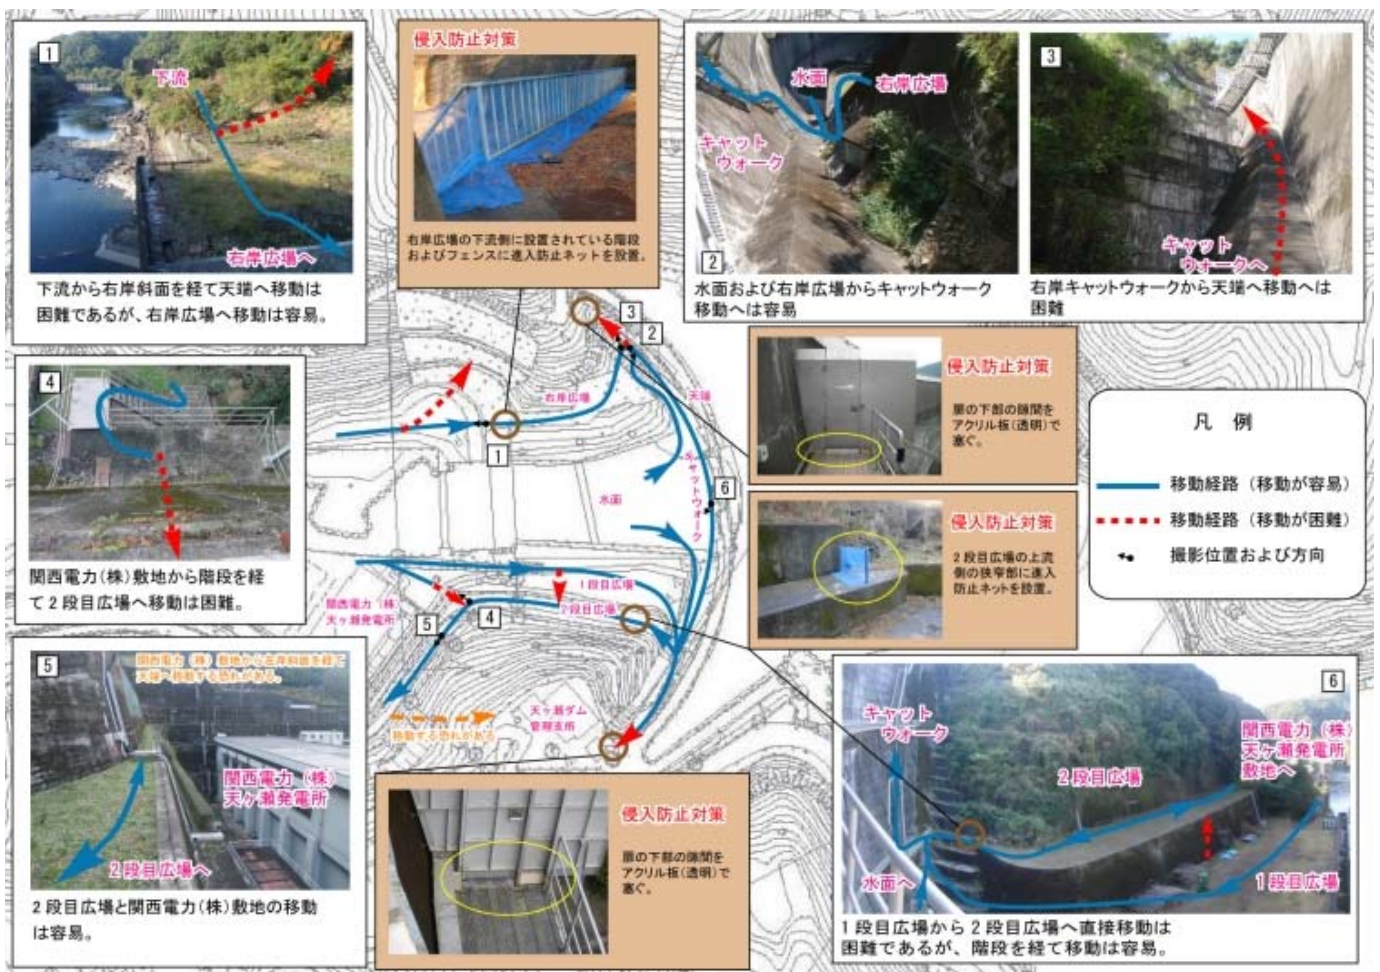 1
下流
右岸広場へ
下流から右岸斜面を経て天端へ移動は
困難であるが、右岸広場へ移動は容易。
侵入防止対策
右岸広場の下流側に設置されている階段
およびフェンスに進入防止ネットを設置。
水面
右岸広場
キャット
ウォーク
2
水面および右岸広場からキャットウォーク
移動へは容易
3
キャット
ウォークへ
右岸キャットウォークから天端へ移動へは
困難
4
関西電力(株)敷地から階段を経
て2段目広場へ移動は困難。
3
2
右岸広場
天端
1
キャットウォーク
6
水面
1段目広場
2段目広場
関西電力(株)
天ヶ瀬発電所
5
4
天ヶ瀬ダム
管理支所
移動する恐れがある
侵入防止対策
扉の下部の隙間を
アクリル板(透明)で
塞ぐ。
侵入防止対策
2段目広場の上流
側の狭窄部に進入
防止ネットを設置。
凡 例
移動経路(移動が容易)
移動経路(移動が困難)
撮影位置および方向
5
関西電力(株)敷地から左岸斜面を経て
天端へ移動する恐れがある。
関西電力(株)
天ヶ瀬発電所
2段目広場へ
2段目広場と関西電力(株)敷地の移動
は容易。
侵入防止対策
扉の下部の隙間を
アクリル板(透明)で
塞ぐ。
6
キャット
ウォーク
2段目広場
関西電力(株)
天ヶ瀬発電所
敷地へ
水面へ
1段目広場
1段目広場から2段目広場へ直接移動は
困難であるが、階段を経て移動は容易。